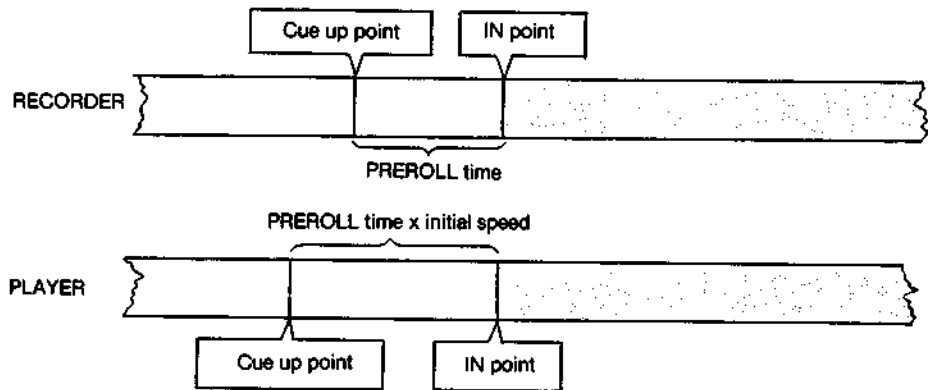 Cue up point
IN point
RECORDER
PREROLL time
PREROLL time x initial speed
PLAYER
Cue up point
IN point